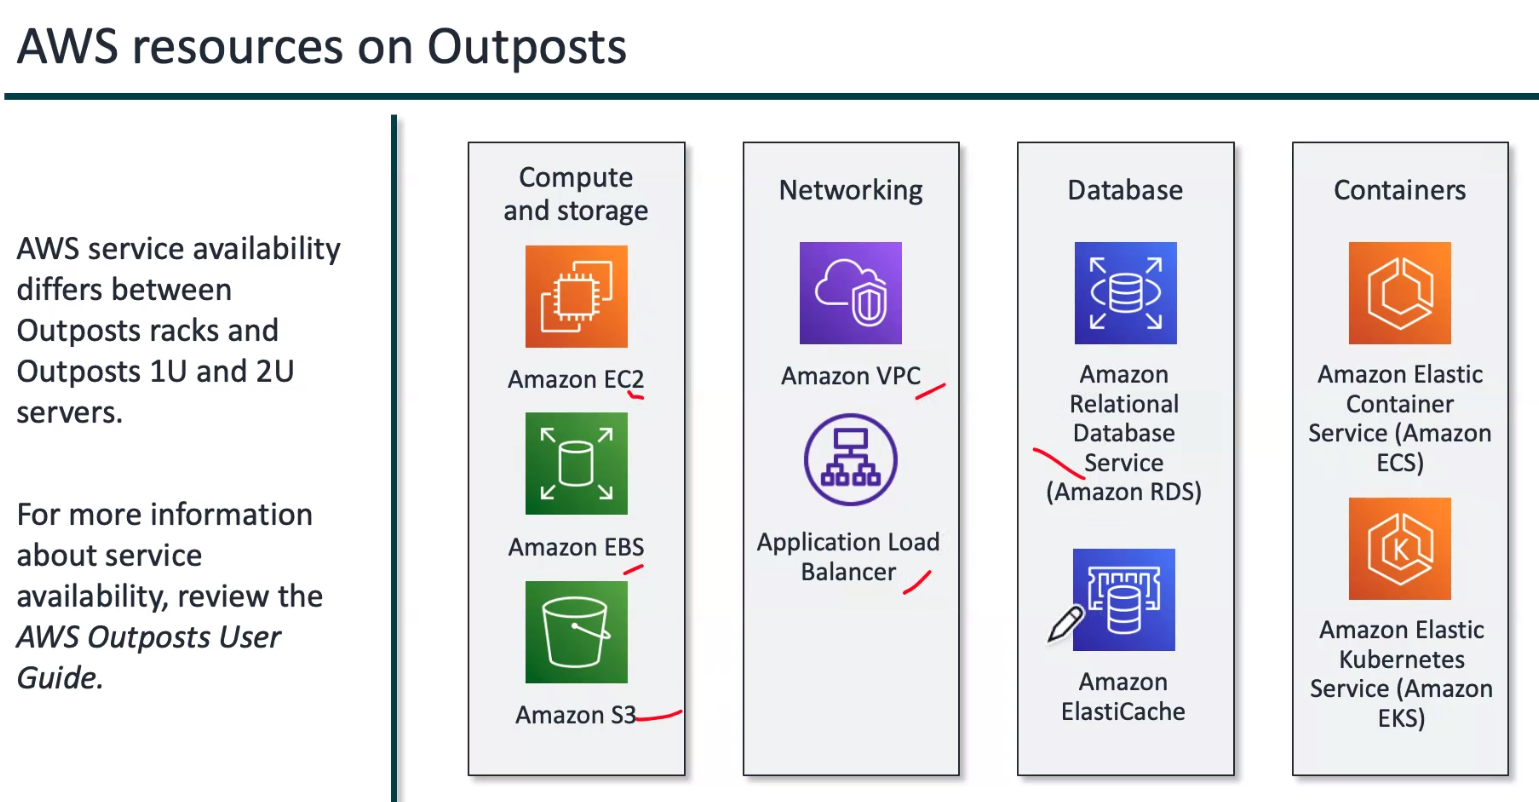 AWS resources on Outposts
AWS service availability
differs between
Outposts racks and
Outposts 1U and 2U
servers.
For more information
about service
availability, review the
AWS Outposts User
Guide.
Compute
and storage
Amazon EC2
Amazon EBS
Amazon S3
Networking
Amazon VPC
Application Load
Balancer
Database
Amazon
Relational
Database
Service
(Amazon RDS)
Amazon
ElastiCache
Containers
Amazon Elastic
Container
Service (Amazon
ECS)
K
Amazon Elastic
Kubernetes
Service (Amazon
EKS)